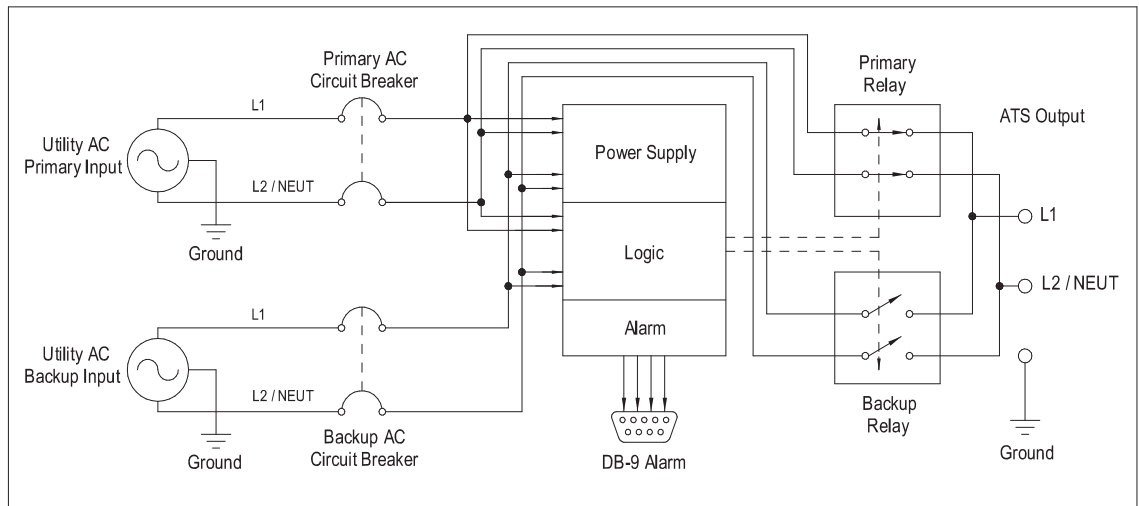 Primary AC
Circuit Breaker
Primary
Relay
L1
ATS Output
Utility AC
Primary Input
Power Supply
L2 / NEUT
L1
Ground
Logic
L2 / NEUT
L1
Alarm
Utility AC
Backup Input
L2 / NEUT
Backup
Relay
Backup AC
Circuit Breaker
Ground
DB-9 Alarm
Ground